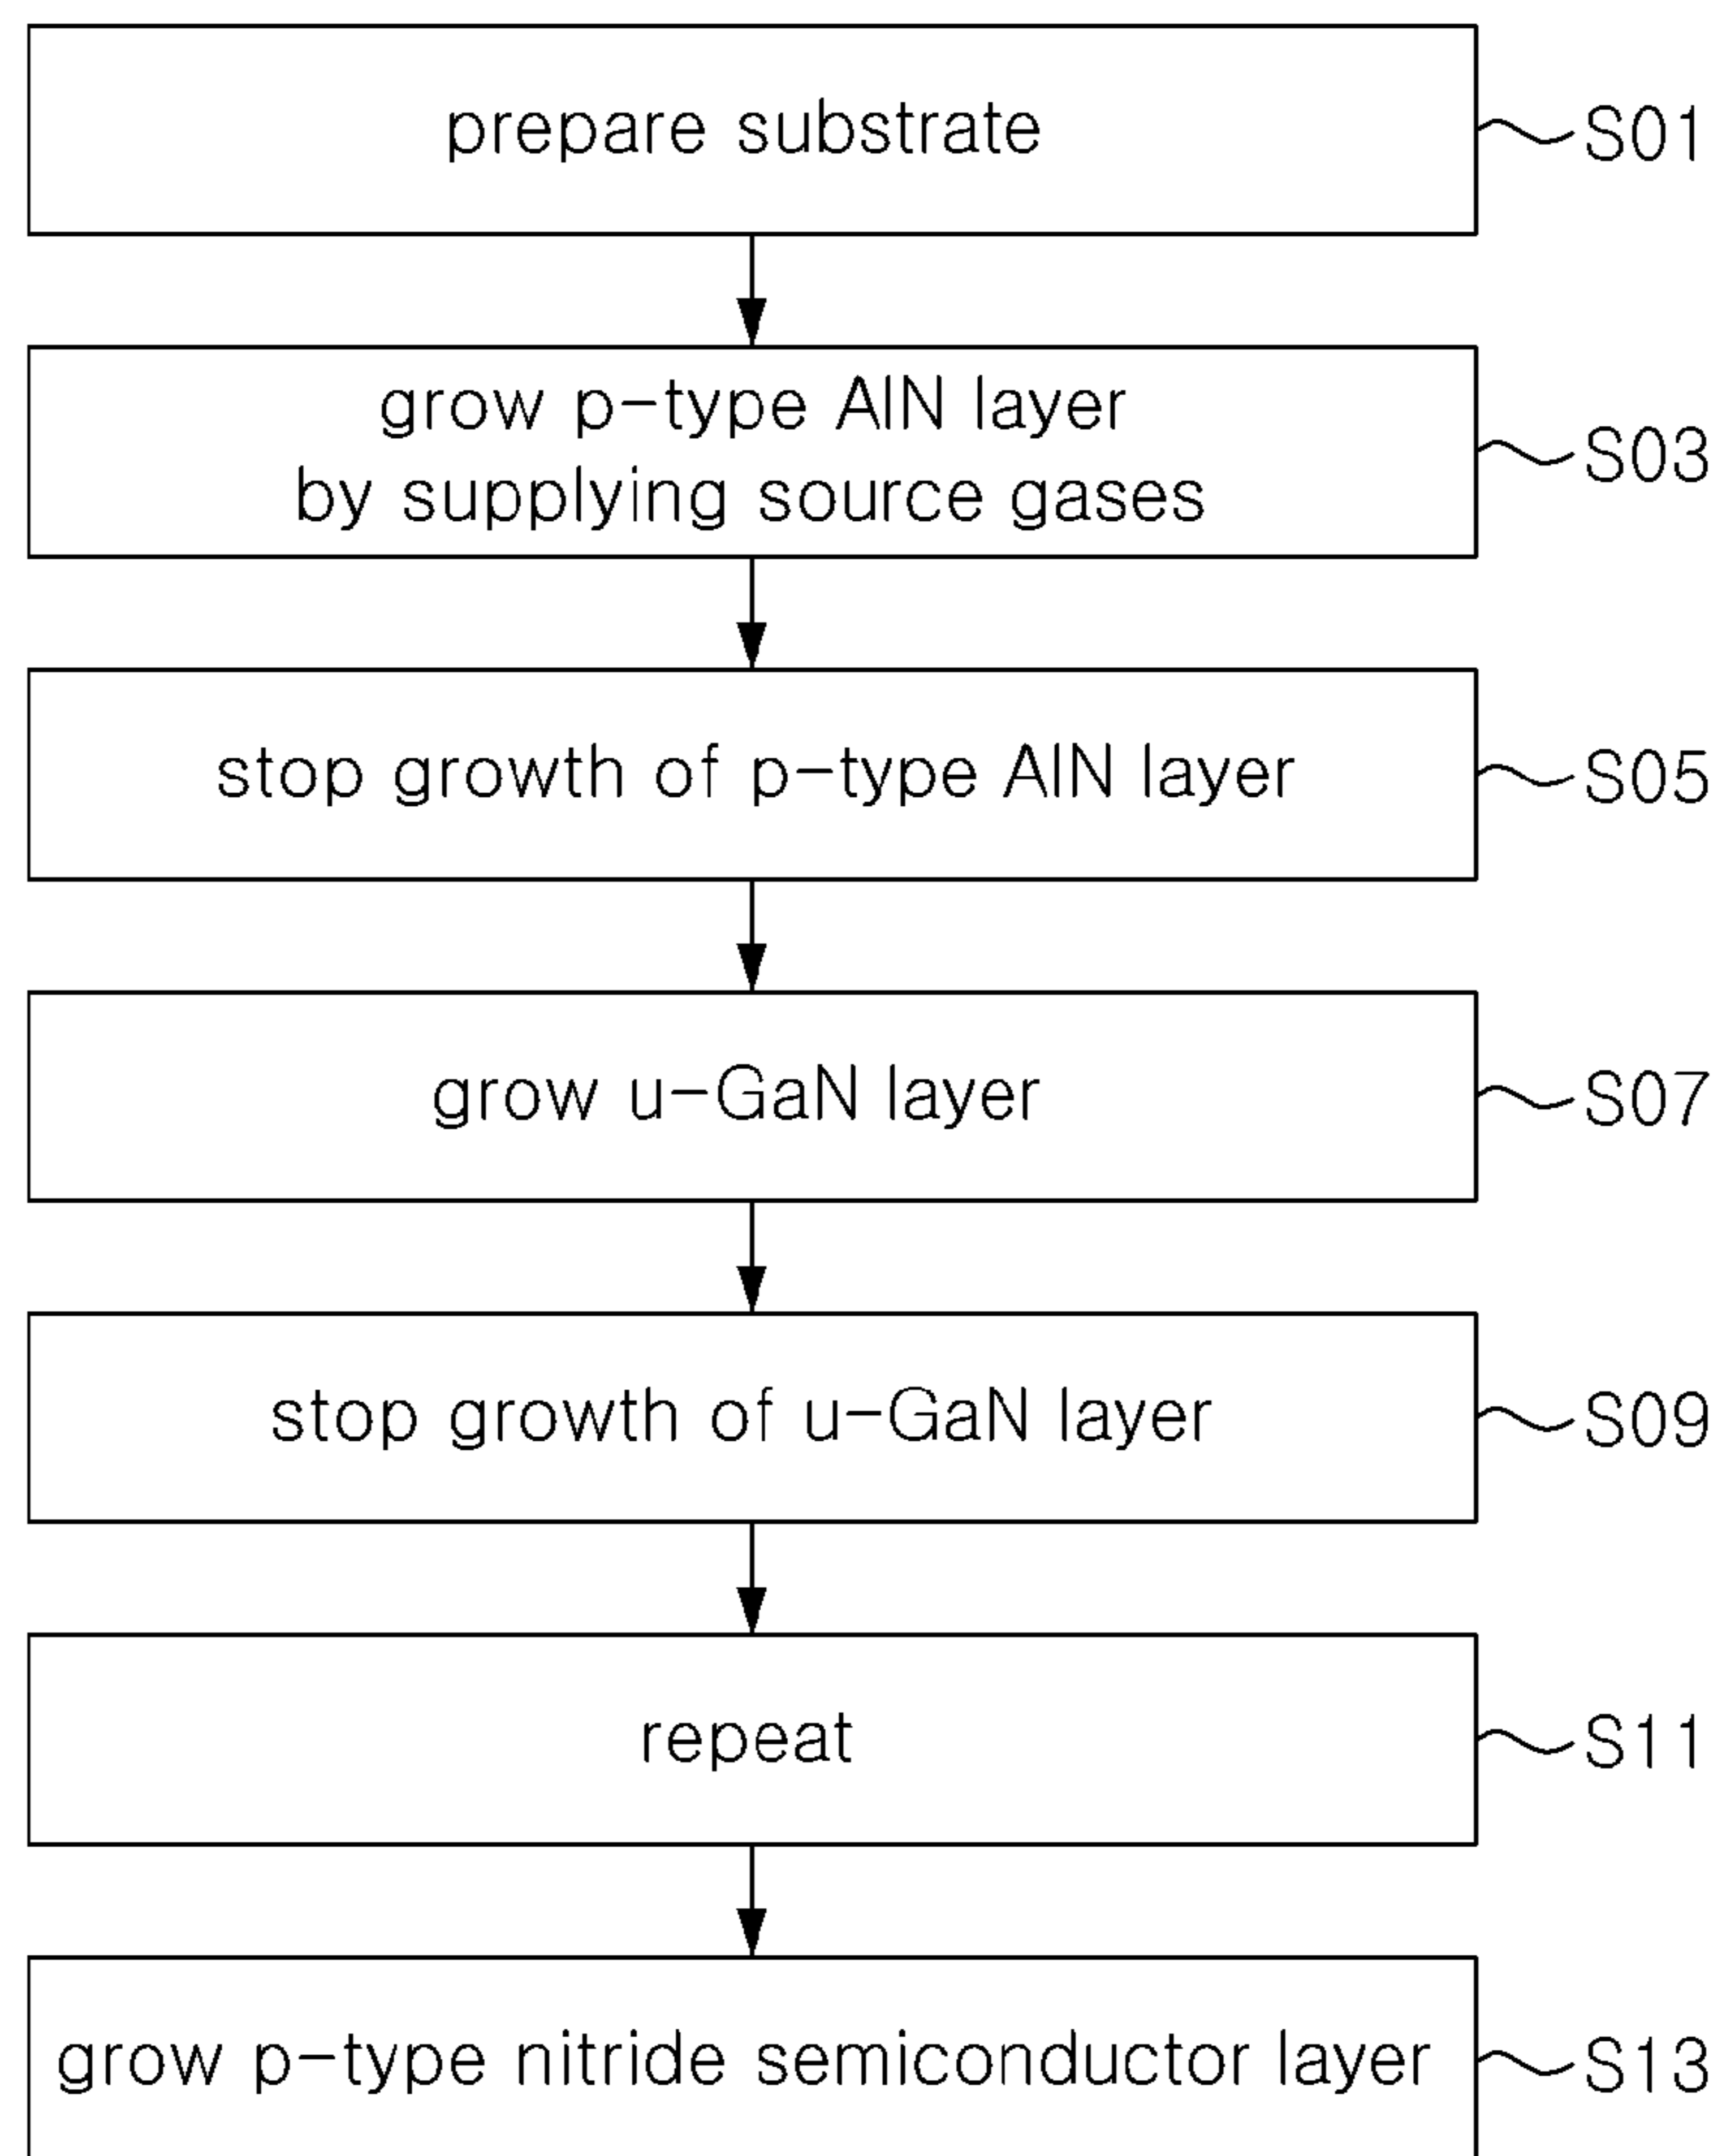 prepare substrate
S01
grow p-type AlN layer
by supplying source gases
S03
stop growth of p-type AlN layer
S05
grow u-GaN layer
S07
stop growth of u-GaN layer
S09
repeat
S11
grow p-type nitride semiconductor layer
S13